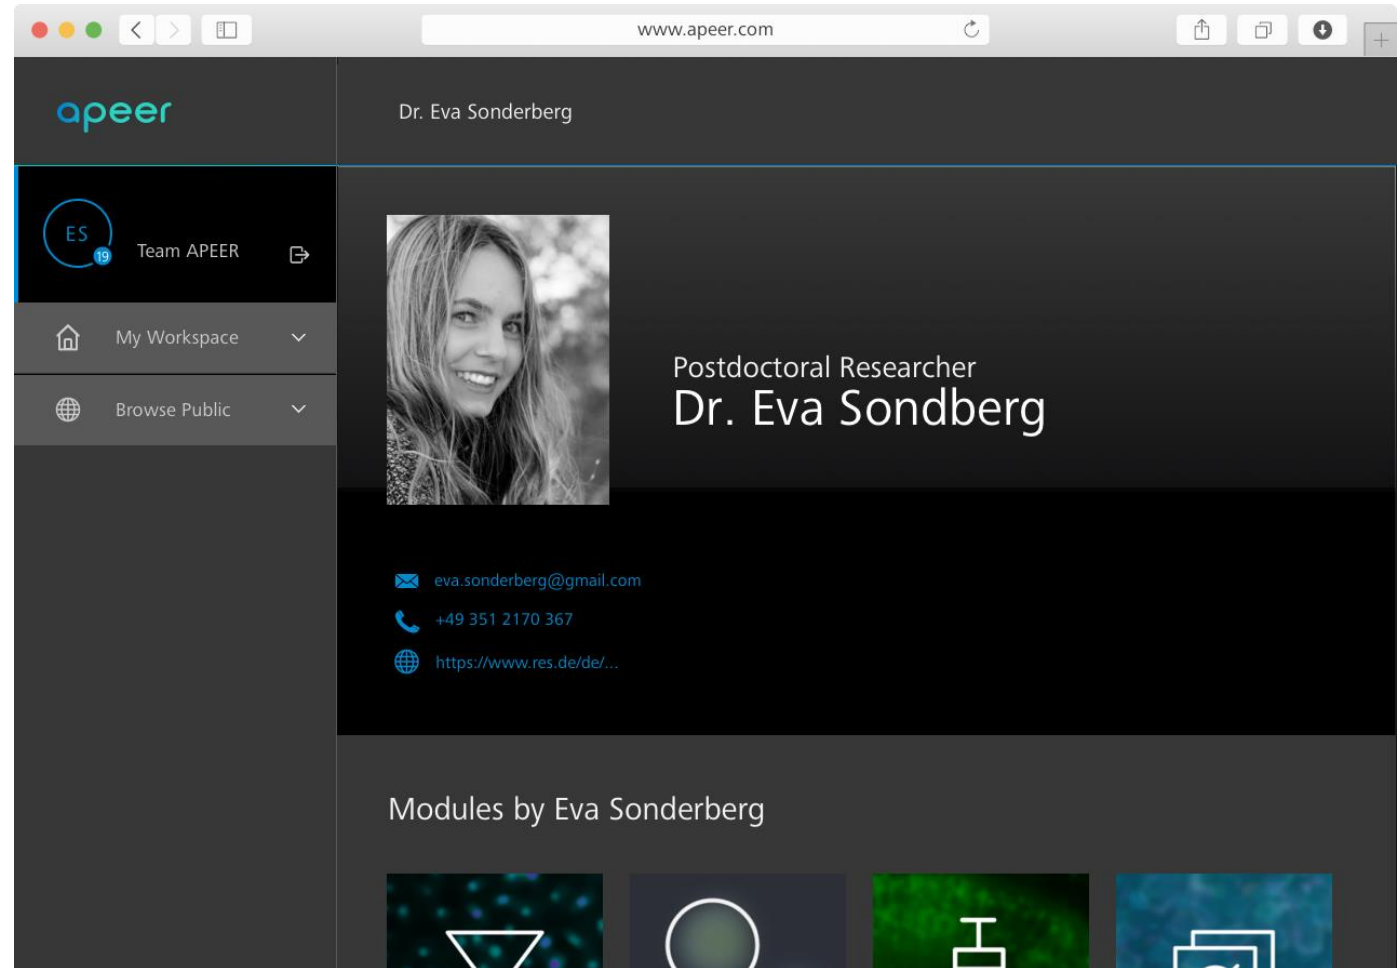 www.apeer.com
apeer
Dr. Eva Sonderberg
ES
19
Team APEER
My Workspace
Browse Public
Postdoctoral Researcher
Dr. Eva Sondberg
eva.sonderberg@gmail.com
+49 351 2170 367
https://www.res.de/de/...
Modules by Eva Sonderberg